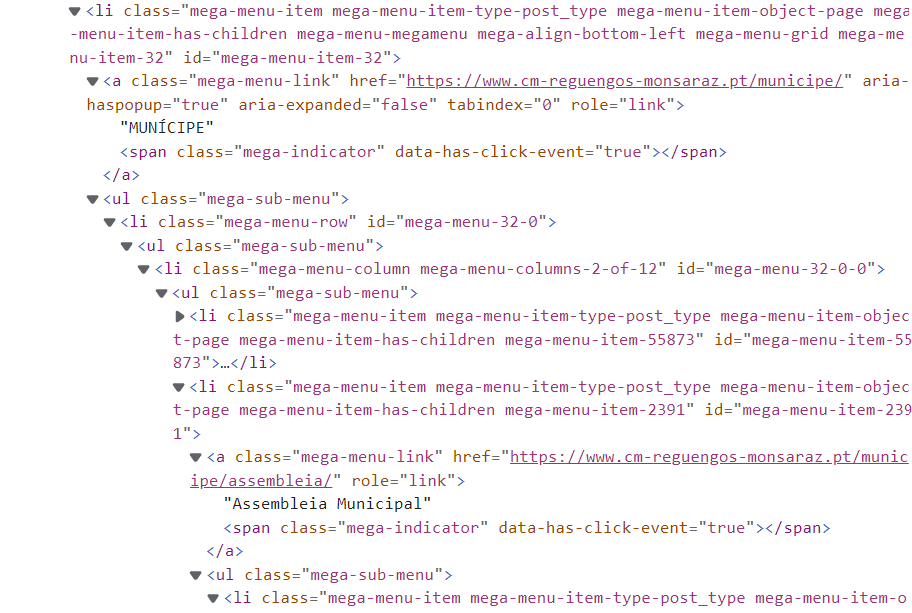 <li class="mega-menu-item mega-menu-item-type-post_type mega-menu-item-object-page mega
-menu-item-has-children mega-menu-megamenu mega-align-bottom-left mega-menu-grid mega-me
nu-item-32" id="mega-menu-item-32">
<a class="mega-menu-link" href="https://www.cm-reguengos-monsaraz.pt/municipe/" aria-
haspopup="true" aria-expanded="false" tabindex="0" role="link">
"MUNÍCIPE"
<span class="mega-indicator" data-has-click-event="true"></span>
</a>
<ul class="mega-sub-menu">
<li class="mega-menu-row" id="mega-menu-32-0">
<ul class="mega-sub-menu">
<li class="mega-menu-column mega-menu-columns-2-of-12" id="mega-menu-32-0-0">
<ul class="mega-sub-menu">
<li class="mega-menu-item mega-menu-item-type-post_type mega-menu-item-objec
t-page mega-menu-item-has-children mega-menu-item-55873" id="mega-menu-item-55
873">…</li>
<li class="mega-menu-item mega-menu-item-type-post_type mega-menu-item-objec
t-page mega-menu-item-has-children mega-menu-item-2391" id="mega-menu-item-239
1">
<a class="mega-menu-link" href="https://www.cm-reguengos-monsaraz.pt/munic
ipe/assembleia/" role="link">
"Assembleia Municipal"
<span class="mega-indicator" data-has-click-event="true"></span>
</a>
<ul class="mega-sub-menu">
<li class="mega-menu-item mega-menu-item-type-post_type mega-menu-item-o